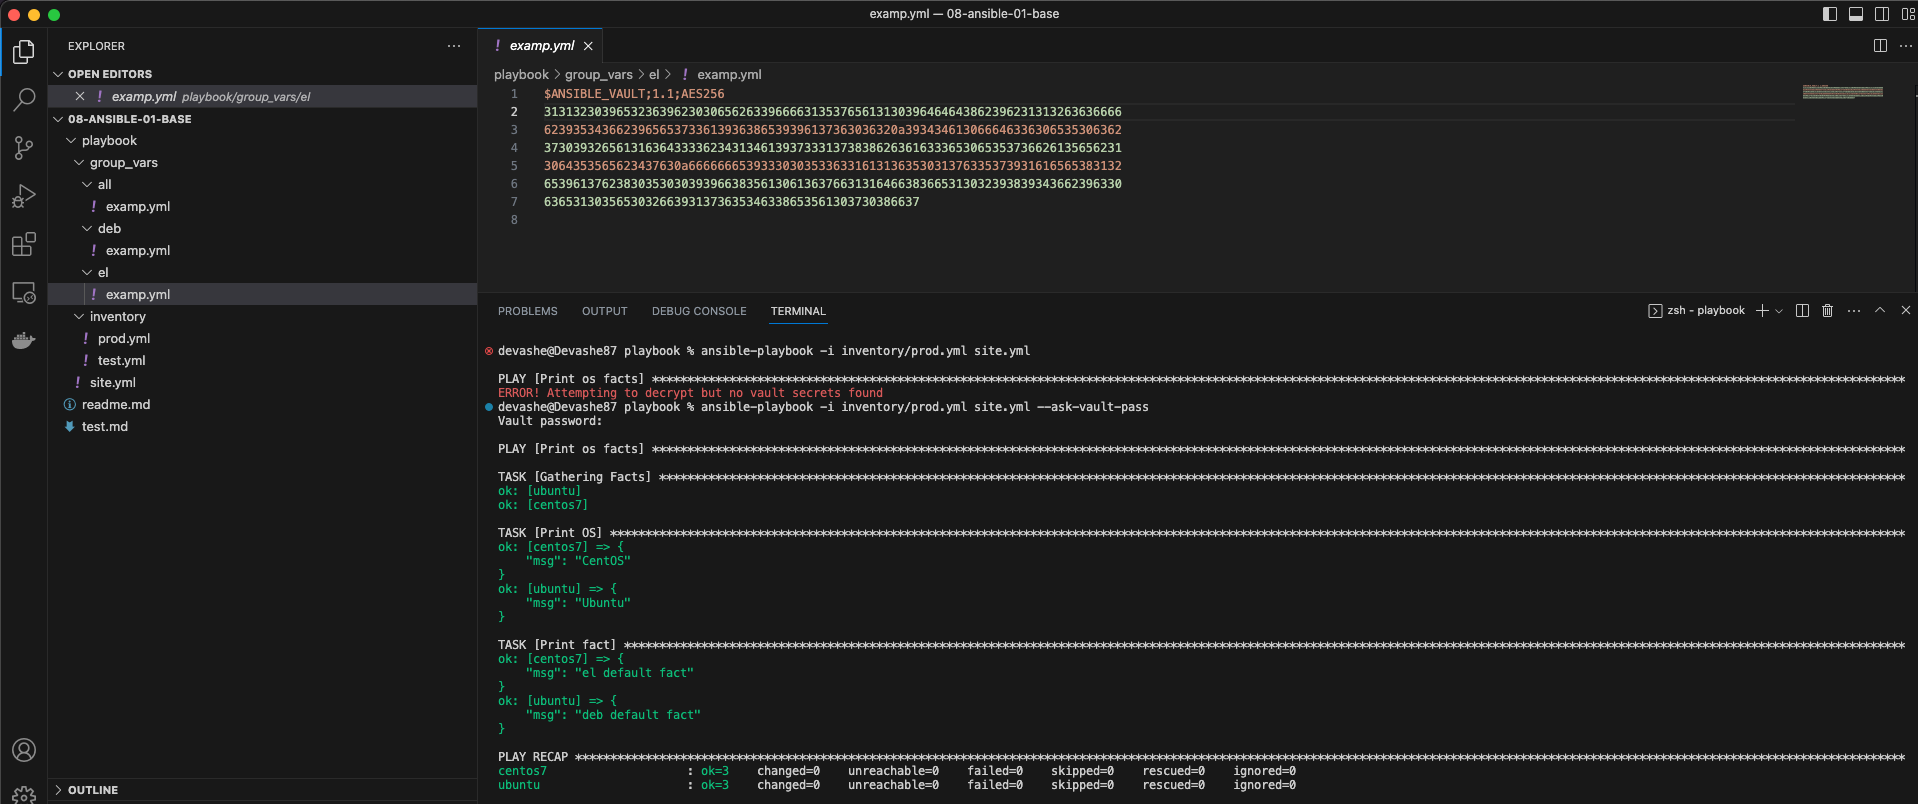 examp.yml — 08-ansible-01-base
EXPLORER
OPEN EDITORS
examp.yml playbook/group_vars/el
08-ANSIBLE-01-BASE
playbook
group_vars
all
examp.yml
deb
examp.yml
el
examp.yml
inventory
prod.yml
test.yml
site.yml
readme.md
test.md
OUTLINE
examp.yml
playbook > group_vars > el > ! examp.yml
1 $ANSIBLE_VAULT;1.1;AES256
2
3
4
5
6
7
8
PROBLEMS OUTPUT DEBUG CONSOLE TERMINAL
zsh - playbook
devashe@Devashe87 playbook % ansible-playbook -i inventory/prod.yml site.yml
PLAY [Print os facts] ****
ERROR! Attempting to decrypt but no vault secrets found
devashe@Devashe87 playbook % ansible-playbook -i inventory/prod.yml site.yml --ask-vault-pass
Vault password:
PLAY [Print os facts] ****
TASK [Gathering Facts] ****
ok: [ubuntu]
ok: [centos7]
TASK [Print OS] ****
ok: [centos7] => {
"msg": "CentOS"
}
ok: [ubuntu] => {
"msg": "Ubuntu"
}
TASK [Print fact] ****
ok: [centos7] => {
"msg": "el default fact"
}
ok: [ubuntu] => {
"msg": "deb default fact"
}
PLAY RECAP ****
centos7 : ok=3 changed=0 unreachable=0 failed=0 skipped=0 rescued=0 ignored=0
ubuntu : ok=3 changed=0 unreachable=0 failed=0 skipped=0 rescued=0 ignored=0